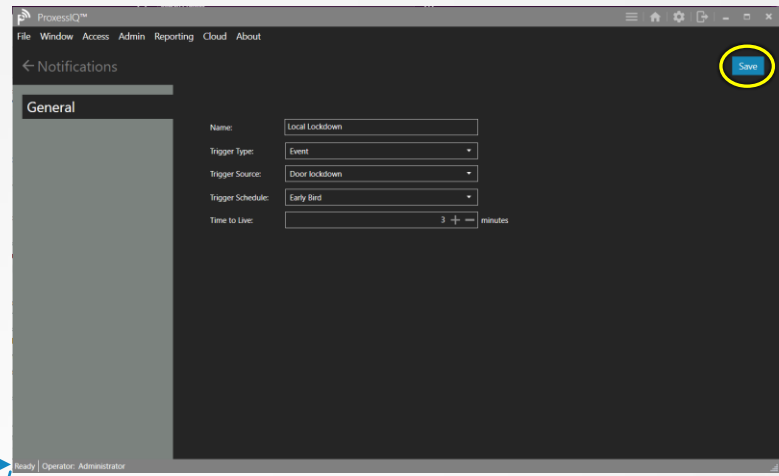 ProxessIQ™
File Window Access Admin Reporting Cloud About
Notifications
Save
General
Name: Local Lockdown
Trigger Type: Event
Trigger Source: Door lockdown
Trigger Schedule: Early Bird
Time to Live: 3 minutes
Ready Operator: Administrator